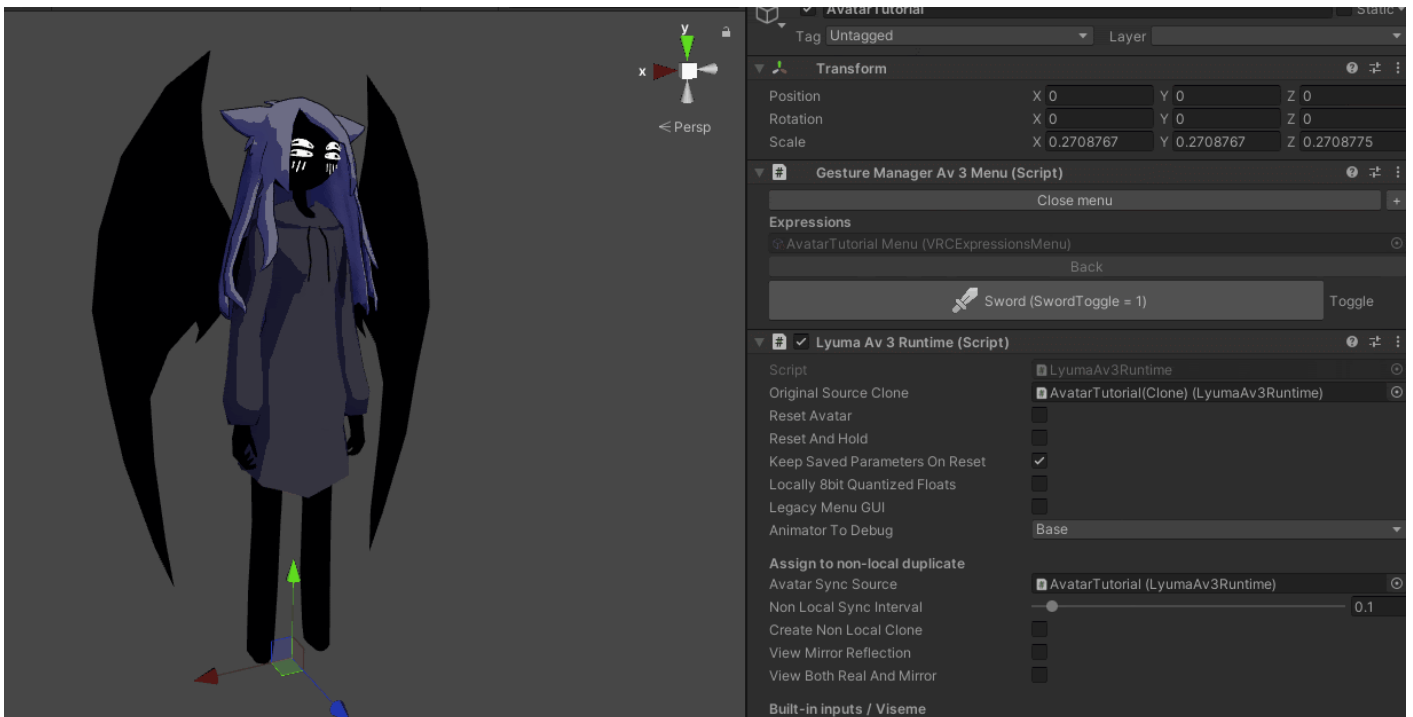 AvatarTutorial Static
Tag Untagged Layer
y
x
Persp
Transform
Position X 0 Y 0 Z 0
Rotation X 0 Y 0 Z 0
Scale X 0.2708767 Y 0.2708767 Z 0.2708775
# Gesture Manager Av 3 Menu (Script)
Close menu +
Expressions
AvatarTutorial Menu (VRCExpressionsMenu)
Back
Sword (SwordToggle = 1) Toggle
# Lyuma Av 3 Runtime (Script)
Script # LyumaAv3Runtime
Original Source Clone # AvatarTutorial(Clone) (LyumaAv3Runtime)
Reset Avatar
Reset And Hold
Keep Saved Parameters On Reset
Locally 8bit Quantized Floats
Legacy Menu GUI
Animator To Debug Base
Assign to non-local duplicate
Avatar Sync Source # AvatarTutorial (LyumaAv3Runtime)
Non Local Sync Interval 0.1
Create Non Local Clone
View Mirror Reflection
View Both Real And Mirror
Built-in inputs / Viseme